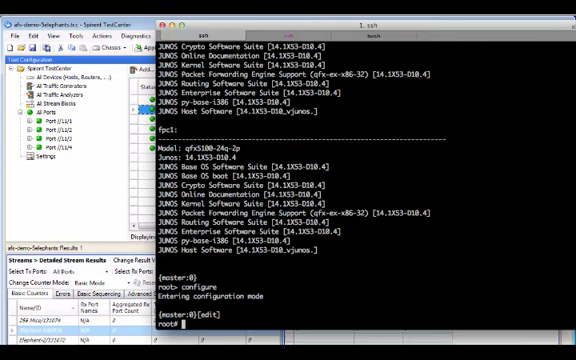 afs-demo-5elephants.tcc - Spirent TestCenter
File Edit View Tools Actions Diagnostics
Chassis
Test Configuration
Spirent TestCenter
All Devices (Hosts, Routers, ...)
All Traffic Generators
All Traffic Analyzers
All Stream Blocks
All Ports
Port //11/1
Port //11/2
Port //11/3
Port //11/4
Settings
Add...
Status
Displaying
afs-demo-5elephants Results 1
Streams > Detailed Stream Results
Change Result View
Select Tx Ports: All Ports
Select Rx Ports:
Change Counter Mode: Basic Mode
Basic Counters Errors Basic Sequencing Advanced
Name/ID
Rx Port Name
Aggregated Rx Port Count
N/A
N/A
N/A
1. ssh
ssh
ssh
bash
JUNOS Crypto Software Suite [14.1X53-D10.4]
JUNOS Online Documentation [14.1X53-D10.4]
JUNOS Kernel Software Suite [14.1X53-D10.4]
JUNOS Packet Forwarding Engine Support (qfx-ex-x86-32) [14.1X53-D10.4]
JUNOS Routing Software Suite [14.1X53-D10.4]
JUNOS Enterprise Software Suite [14.1X53-D10.4]
JUNOS py-base-i386 [14.1X53-D10.4]
JUNOS Host Software [14.1X53-D10_vjunos.]
fpc1:
--------------------------------------------------------------------------
Model: qfx5100-24q-2p
Junos: 14.1X53-D10.4
JUNOS Base OS Software Suite [14.1X53-D10.4]
JUNOS Base OS boot [14.1X53-D10.4]
JUNOS Crypto Software Suite [14.1X53-D10.4]
JUNOS Online Documentation [14.1X53-D10.4]
JUNOS Kernel Software Suite [14.1X53-D10.4]
JUNOS Packet Forwarding Engine Support (qfx-ex-x86-32) [14.1X53-D10.4]
JUNOS Routing Software Suite [14.1X53-D10.4]
JUNOS Enterprise Software Suite [14.1X53-D10.4]
JUNOS py-base-i386 [14.1X53-D10.4]
JUNOS Host Software [14.1X53-D10_vjunos.]
{master:0}
root> configure
Entering configuration mode
{master:0}[edit]
root#